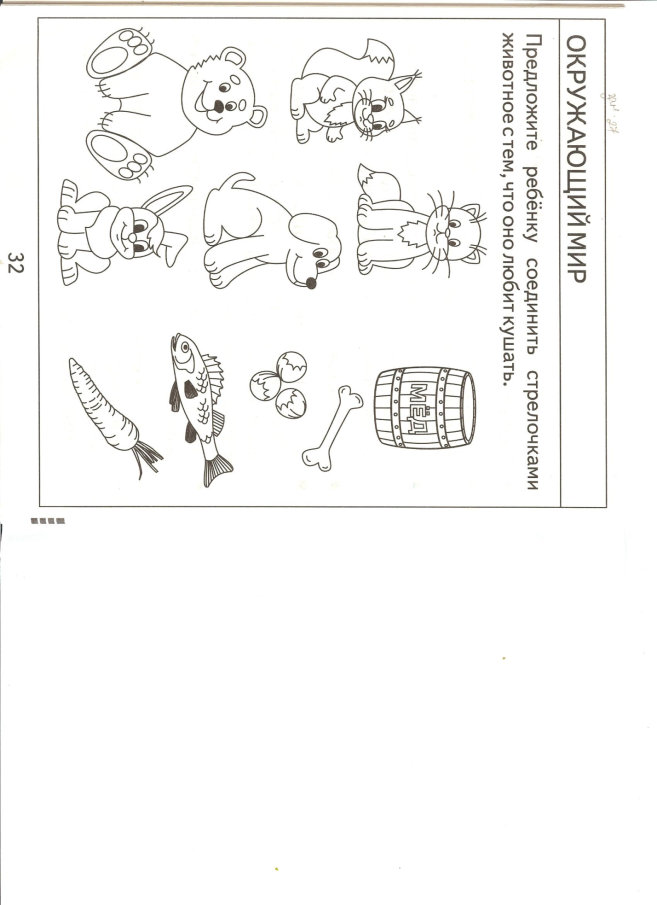 ОКРУЖАЮЩИЙ МИР
Предложите ребёнку соединить стрелочками
животное с тем, что оно любит кушать.
МЁД
32